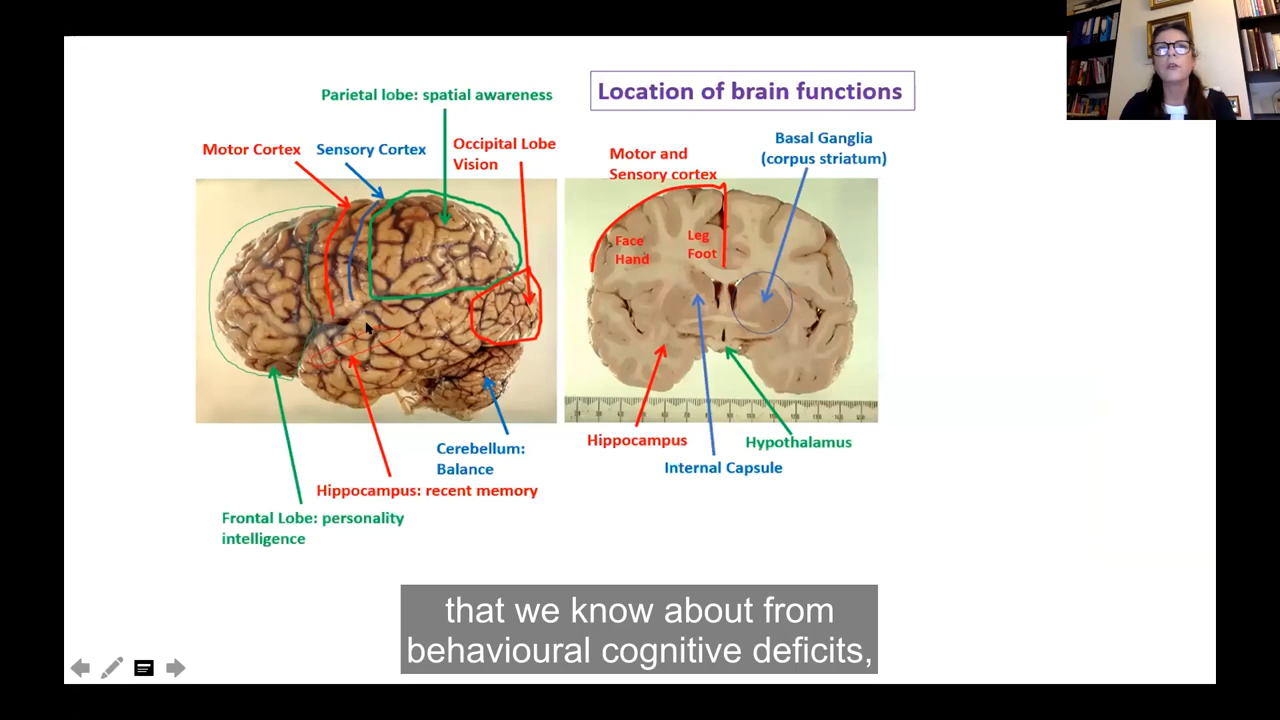 Location of brain functions
Parietal lobe: spatial awareness
Motor Cortex
Sensory Cortex
Occipital Lobe
Vision
Motor and
Sensory cortex
Basal Ganglia
(corpus striatum)
Face
Hand
Leg
Foot
Cerebellum:
Balance
Hippocampus: recent memory
Frontal Lobe: personality
intelligence
Hippocampus
Internal Capsule
Hypothalamus
that we know about from
behavioural cognitive deficits,